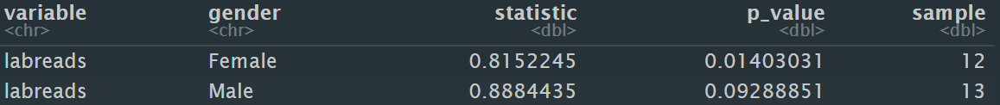 variable gender statistic p_value sample
<chr> <chr> <dbl> <dbl> <dbl>
labreads Female 0.8152245 0.01403031 12
labreads Male 0.8884435 0.09288851 13